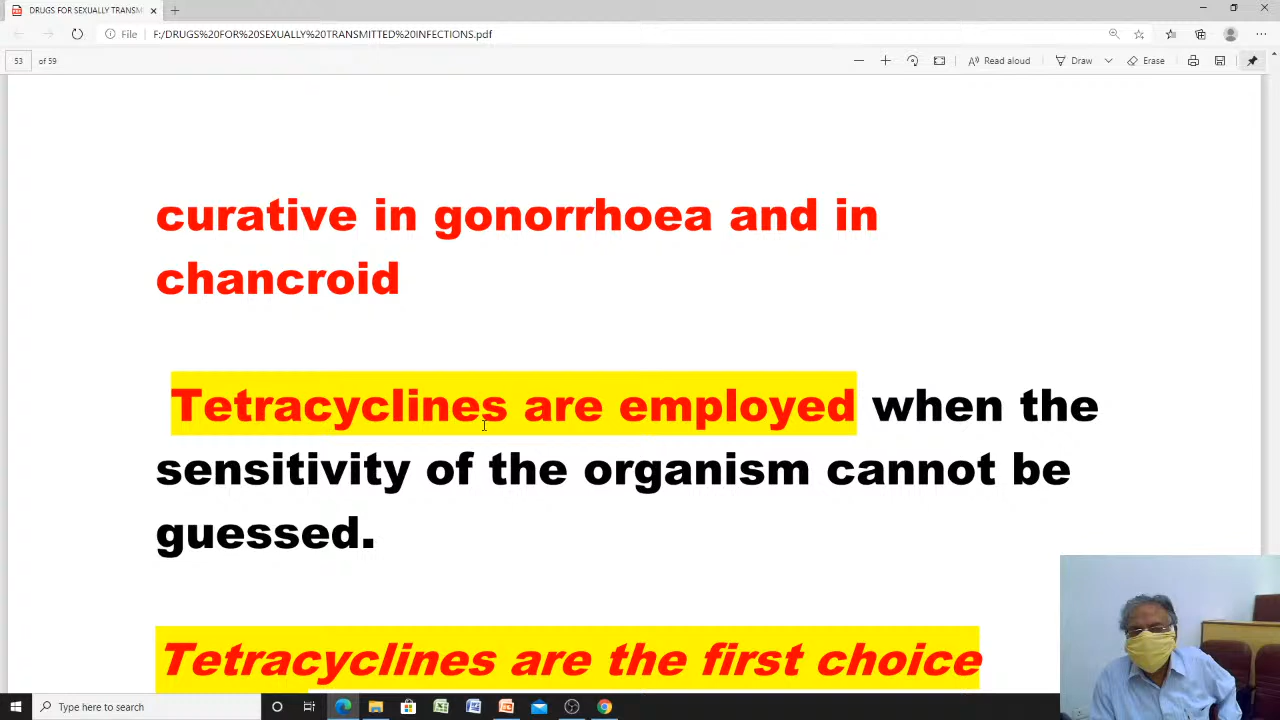 DRUGS FOR SEXUALLY TRANSM
File F:/DRUGS%20FOR%20SEXUALLY%20TRANSMITTED%20INFECTIONS.pdf
53 of 59 Read aloud Draw Erase
curative in gonorrhoea and in
chancroid
Tetracyclines are employed when the
sensitivity of the organism cannot be
guessed.
Tetracyclines are the first choice
Type here to search